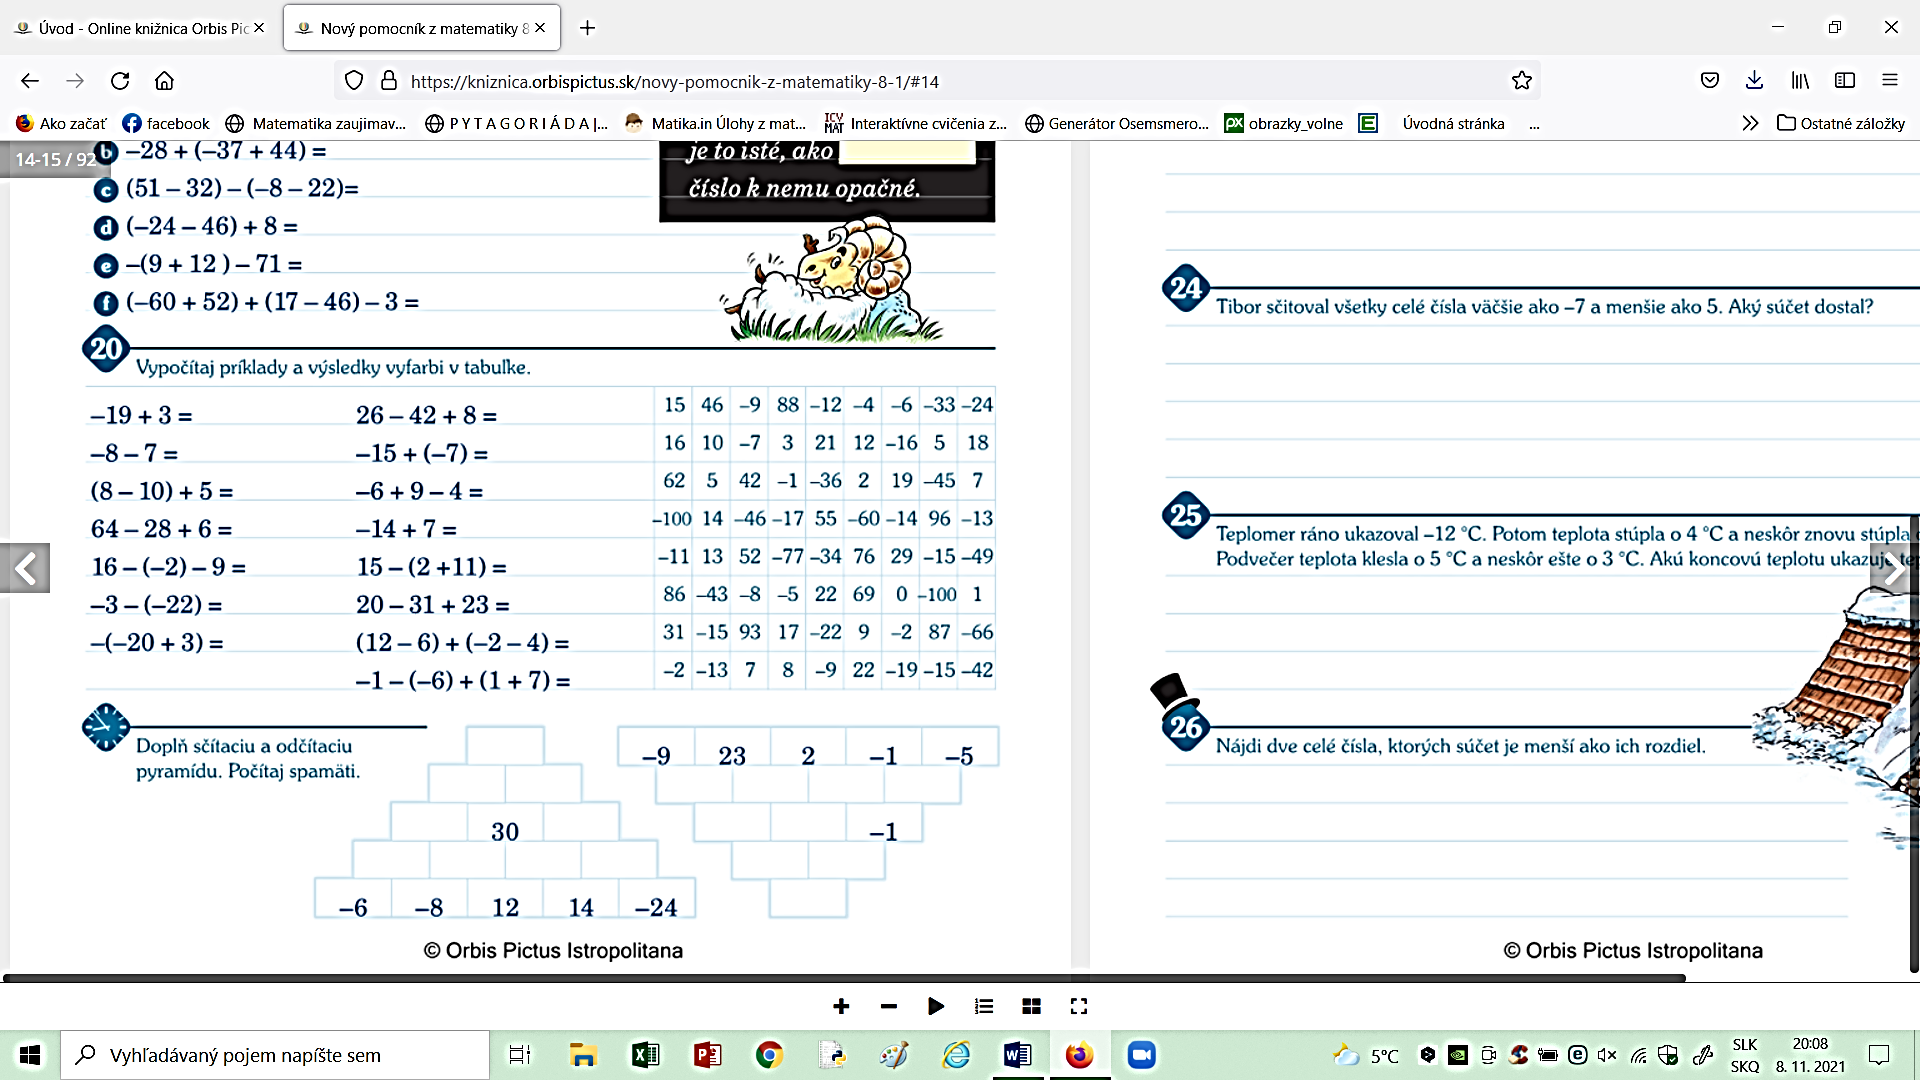 Úvod - Online knižnica Orbis Pic
Nový pomocník z matematiky 8
https://kniznica.orbispictus.sk/novy-pomocnik-z-matematiky-8-1/#14
Ako začať facebook Matematika zaujimav... P Y T A G O R I Á D A |... Matika.in Úlohy z mat... ICY MAT Interaktívne cvičenia z... Generátor Osemsmero... px obrazky_volne E Úvodná stránka ... Ostatné záložky
14-15 / 92
b –28 + (–37 + 44) =
c (51 – 32) – (–8 – 22)=
d (–24 – 46) + 8 =
e –(9 + 12 ) – 71 =
f (–60 + 52) + (17 – 46) – 3 =
je to isté, ako
číslo k nemu opačné.
20
Vypočítaj príklady a výsledky vyfarbi v tabuľke.
–19 + 3 =
–8 – 7 =
(8 – 10) + 5 =
64 – 28 + 6 =
16 – (–2) – 9 =
–3 – (–22) =
–(–20 + 3) =
26 – 42 + 8 =
–15 + (–7) =
–6 + 9 – 4 =
–14 + 7 =
15 – (2 +11) =
20 – 31 + 23 =
(12 – 6) + (–2 – 4) =
–1 – (–6) + (1 + 7) =
15 46 –9 88 –12 –4 –6 –33 –24
16 10 –7 3 21 12 –16 5 18
62 5 42 –1 –36 2 19 –45 7
–100 14 –46 –17 55 –60 –14 96 –13
–11 13 52 –77 –34 76 29 –15 –49
86 –43 –8 –5 22 69 0 –100 1
31 –15 93 17 –22 9 –2 87 –66
–2 –13 7 8 –9 22 –19 –15 –42
Doplň sčítaciu a odčítaciu
pyramídu. Počítaj spamäti.
30
–6 –8 12 14 –24
–9 23 2 –1 –5
–1
© Orbis Pictus Istropolitana
24
Tibor sčitoval všetky celé čísla väčšie ako –7 a menšie ako 5. Aký súčet dostal?
25
Teplomer ráno ukazoval –12 °C. Potom teplota stúpla o 4 °C a neskôr znovu stúpla
Podvečer teplota klesla o 5 °C a neskôr ešte o 3 °C. Akú koncovú teplotu ukazuje
26
Nájdi dve celé čísla, ktorých súčet je menší ako ich rozdiel.
© Orbis Pictus Istropolitana
Vyhľadávaný pojem napíšte sem
5°C
SLK
SKQ
20:08
8. 11. 2021